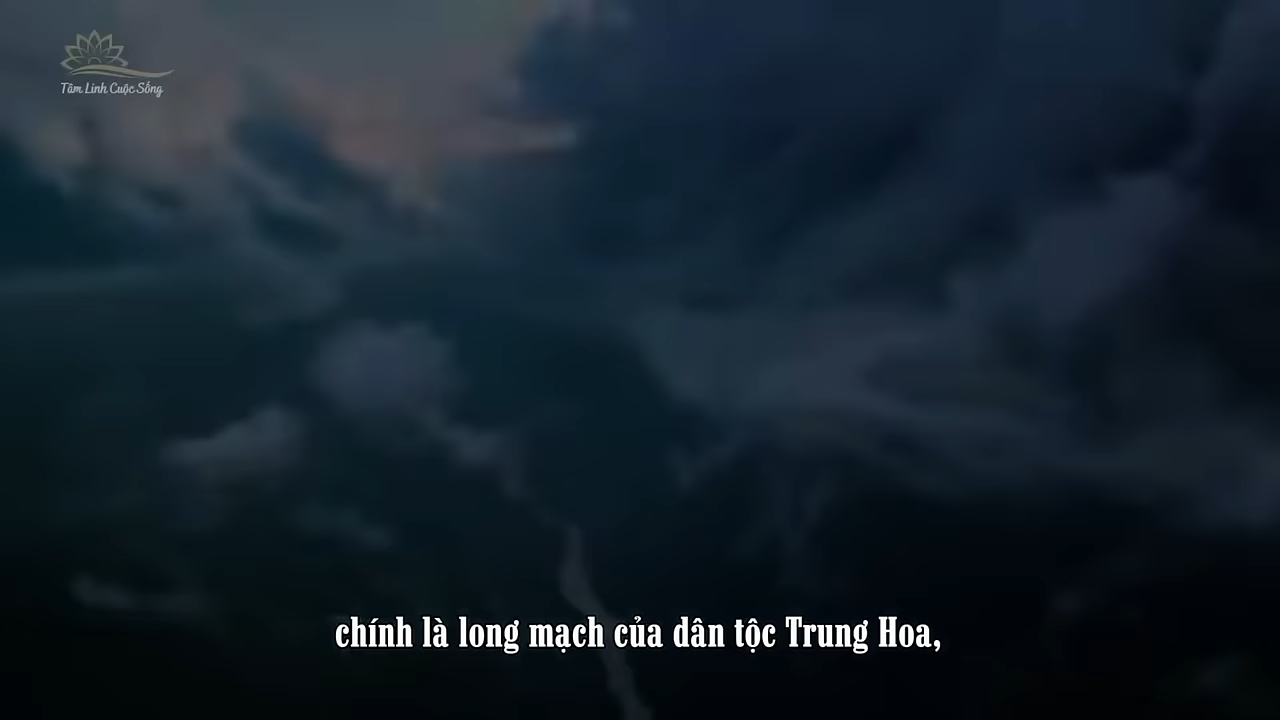 Tâm Linh Cuộc Sống
chính là long mạch của dân tộc Trung Hoa,